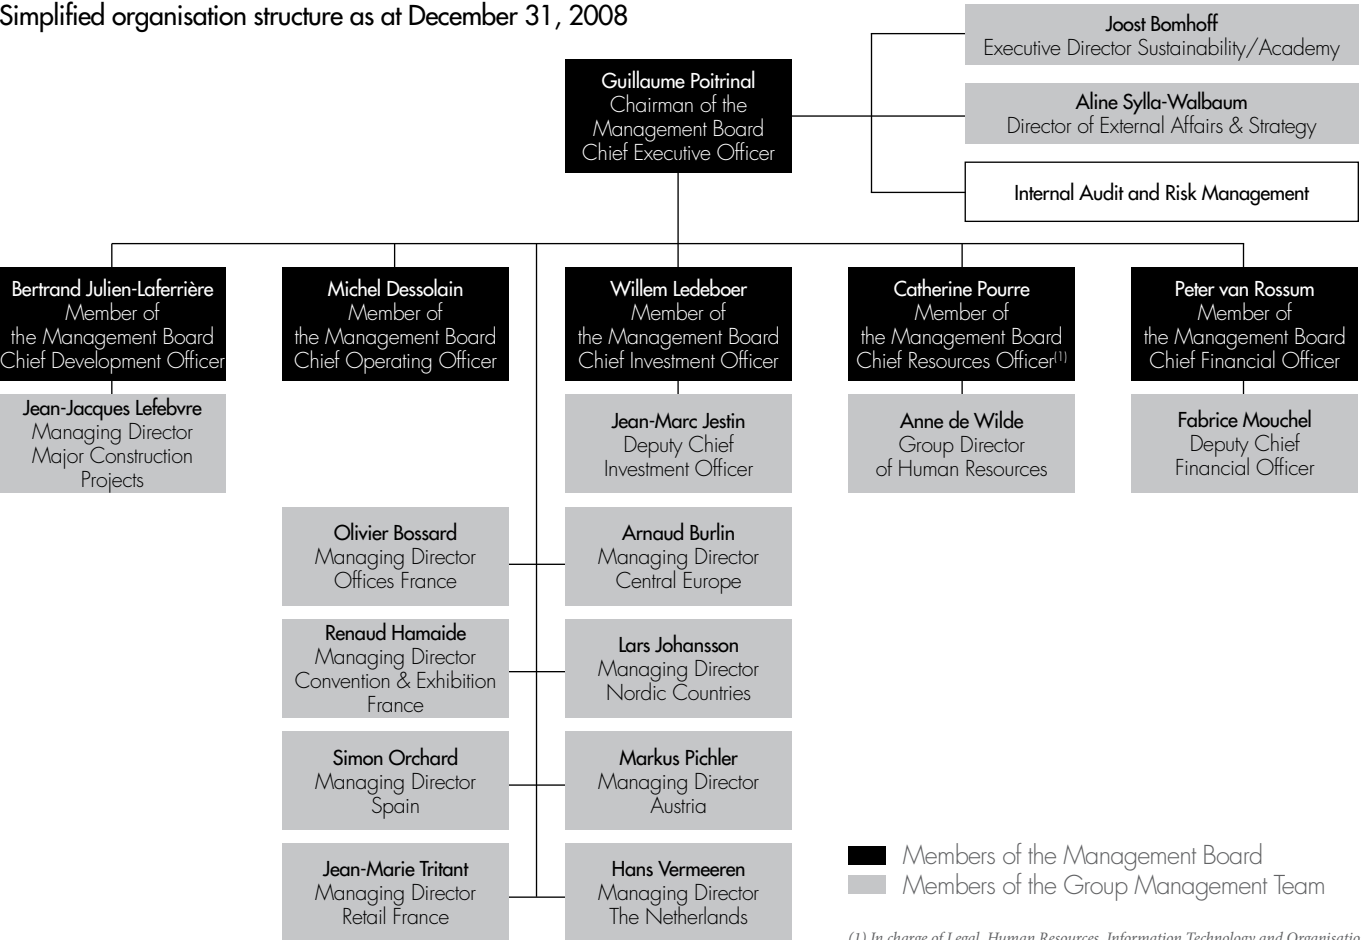 Simplified organisation structure as at December 31, 2008
Joost Bomhoff
Executive Director Sustainability/Academy
Guillaume Poitrinal
Chairman of the
Management Board
Chief Executive Officer
Aline Sylla-Walbaum
Director of External Affairs & Strategy
Internal Audit and Risk Management
Bertrand Julien-Laferrière
Member of
the Management Board
Chief Development Officer
Michel Dessolain
Member of
the Management Board
Chief Operating Officer
Willem Ledeboer
Member of
the Management Board
Chief Investment Officer
Catherine Pourre
Member of
the Management Board
Chief Resources Officer(1)
Peter van Rossum
Member of
the Management Board
Chief Financial Officer
Jean-Jacques Lefebvre
Managing Director
Major Construction
Projects
Jean-Marc Jestin
Deputy Chief
Investment Officer
Anne de Wilde
Group Director
of Human Resources
Fabrice Mouchel
Deputy Chief
Financial Officer
Olivier Bossard
Managing Director
Offices France
Arnaud Burlin
Managing Director
Central Europe
Renaud Hamaide
Managing Director
Convention & Exhibition
France
Lars Johansson
Managing Director
Nordic Countries
Simon Orchard
Managing Director
Spain
Markus Pichler
Managing Director
Austria
Jean-Marie Tritant
Managing Director
Retail France
Hans Vermeeren
Managing Director
The Netherlands
Members of the Management Board
Members of the Group Management Team
(1) In charge of Legal, Human Resources, Information Technology and